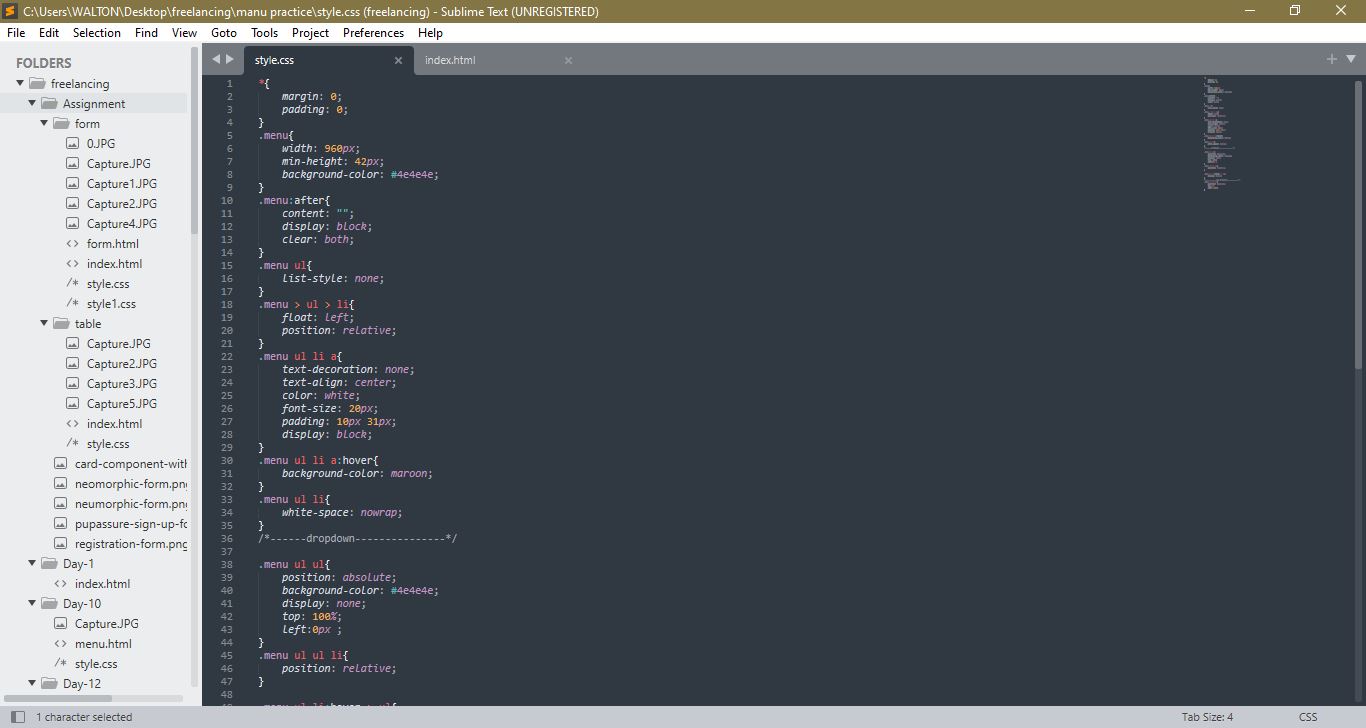 C:\Users\WALTON\Desktop\freelancing\manu practice\style.css (freelancing) - Sublime Text (UNREGISTERED)
File Edit Selection Find View Goto Tools Project Preferences Help
FOLDERS
freelancing
Assignment
form
0.JPG
Capture.JPG
Capture1.JPG
Capture2.JPG
Capture4.JPG
form.html
index.html
/* style.css
/* style1.css
table
Capture.JPG
Capture2.JPG
Capture3.JPG
Capture5.JPG
index.html
/* style.css
card-component-with
neomorphic-form.png
neumorphic-form.png
pupassure-sign-up-fo
registration-form.png
Day-1
index.html
Day-10
Capture.JPG
menu.html
/* style.css
Day-12
style.css × index.html ×
1 *{
2 margin: 0;
3 padding: 0;
4 }
5 .menu{
6 width: 960px;
7 min-height: 42px;
8 background-color: #4e4e4e;
9 }
10 .menu:after{
11 content: "";
12 display: block;
13 clear: both;
14 }
15 .menu ul{
16 list-style: none;
17 }
18 .menu > ul > li{
19 float: left;
20 position: relative;
21 }
22 .menu ul li a{
23 text-decoration: none;
24 text-align: center;
25 color: white;
26 font-size: 20px;
27 padding: 10px 31px;
28 display: block;
29 }
30 .menu ul li a:hover{
31 background-color: maroon;
32 }
33 .menu ul li{
34 white-space: nowrap;
35 }
36 /*------dropdown---------------*/
37
38 .menu ul ul{
39 position: absolute;
40 background-color: #4e4e4e;
41 display: none;
42 top: 100%;
43 left:0px ;
44 }
45 .menu ul ul li{
46 position: relative;
47 }
48
1 character selected
Tab Size: 4
CSS